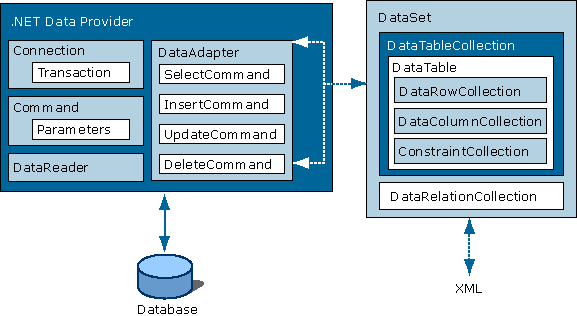 .NET Data Provider
Connection
Transaction
Command
Parameters
DataReader
DataAdapter
SelectCommand
InsertCommand
UpdateCommand
DeleteCommand
Database
DataSet
DataTableCollection
DataTable
DataRowCollection
DataColumnCollection
ConstraintCollection
DataRelationCollection
XML